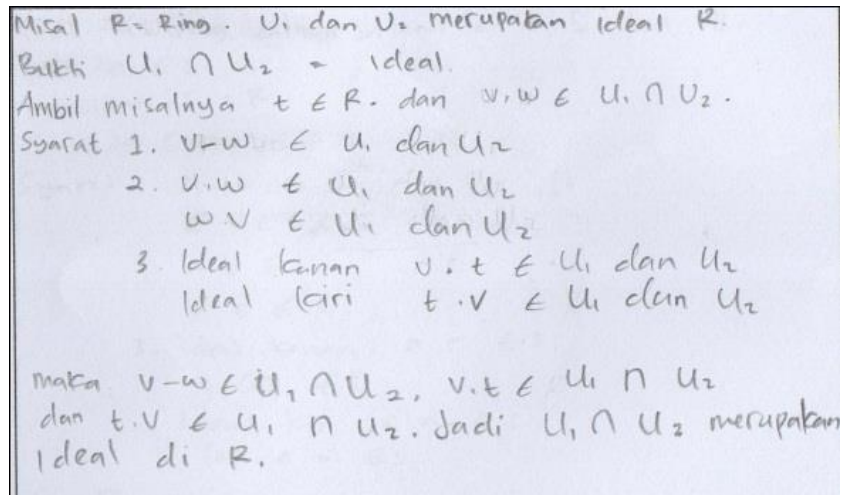 Misal R = Ring. U₁ dan U₂ merupakan Ideal R.
Bukti U₁ ∩ U₂ = Ideal.
Ambil misalnya t ∈ R. dan v,w ∈ U₁ ∩ U₂.
Syarat 1. v-w ∈ U₁ dan U₂
2. v.w ∈ U₁ dan U₂
w.v ∈ U₁ dan U₂
3 Ideal kanan v.t ∈ U₁ dan U₂
Ideal kiri t.v ∈ U₁ dan U₂
maka v-w ∈ U₁ ∩ U₂, v.t ∈ U₁ ∩ U₂
dan t.v ∈ U₁ ∩ U₂. Jadi U₁ ∩ U₂ merupakan
Ideal di R.